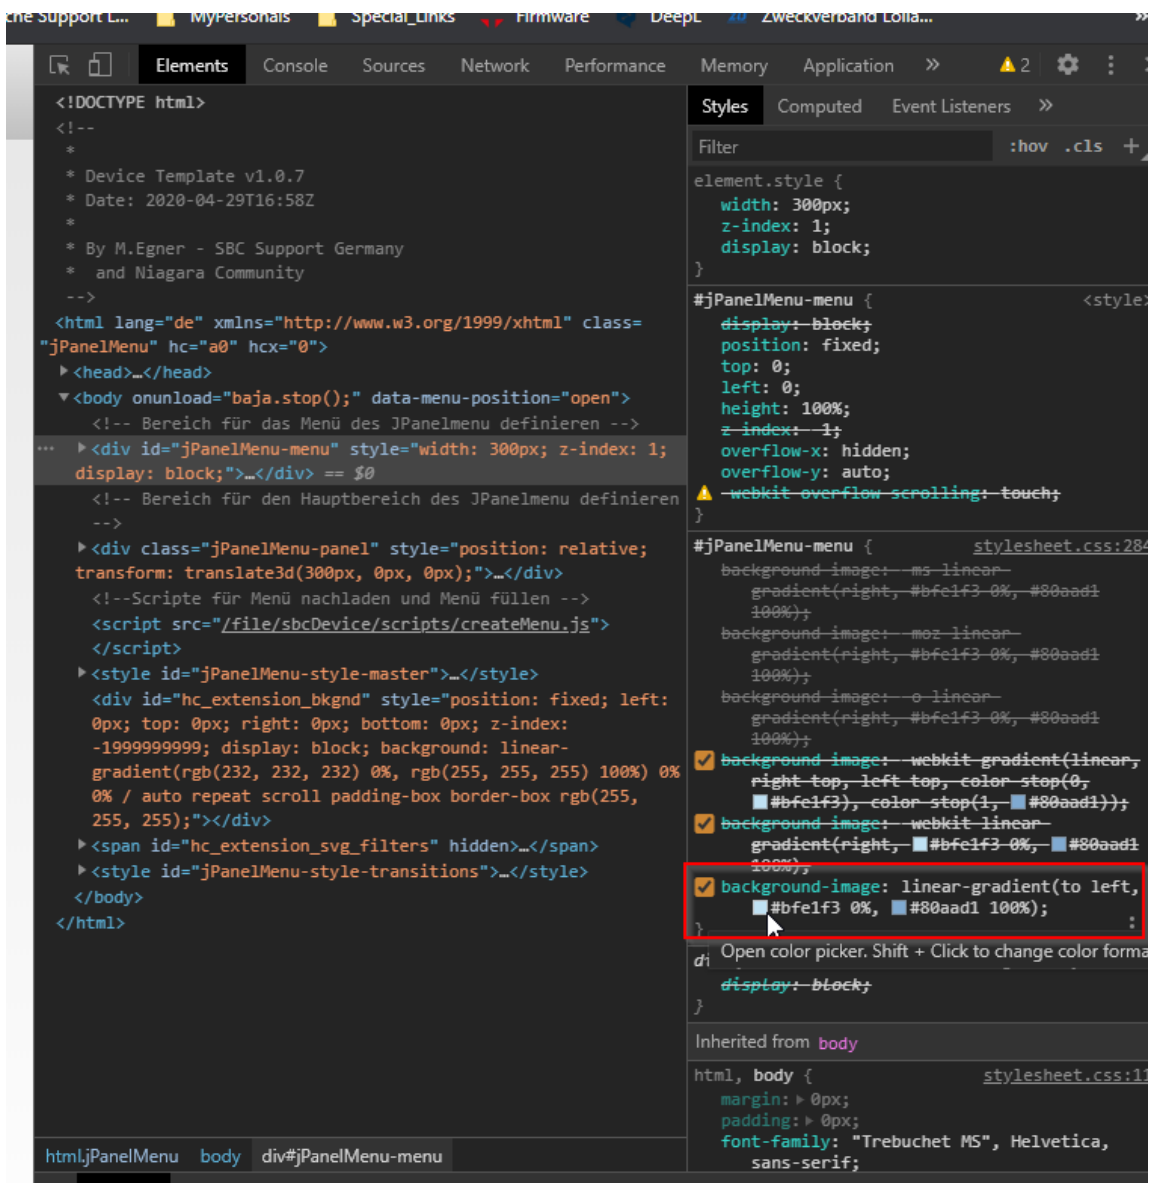 che Support L... MyPersonals Special_Links Firmware DeepL Zweckverband Lolla... »
Elements Console Sources Network Performance Memory Application » 2
<!DOCTYPE html>
<!--
*
* Device Template v1.0.7
* Date: 2020-04-29T16:58Z
*
* By M.Egner - SBC Support Germany
*  and Niagara Community
-->
<html lang="de" xmlns="http://www.w3.org/1999/xhtml" class=
"jPanelMenu" hc="a0" hcx="0">
<head>…</head>
<body onunload="baja.stop();" data-menu-position="open">
<!-- Bereich für das Menü des JPanelmenu definieren -->
<div id="jPanelMenu-menu" style="width: 300px; z-index: 1;
display: block;">…</div> == $0
<!-- Bereich für den Hauptbereich des JPanelmenu definieren
-->
<div class="jPanelMenu-panel" style="position: relative;
transform: translate3d(300px, 0px, 0px);">…</div>
<!--Scripte für Menü nachladen und Menü füllen -->
<script src="/file/sbcDevice/scripts/createMenu.js">
</script>
<style id="jPanelMenu-style-master">…</style>
<div id="hc_extension_bkgnd" style="position: fixed; left:
0px; top: 0px; right: 0px; bottom: 0px; z-index:
-1999999999; display: block; background: linear-
gradient(rgb(232, 232, 232) 0%, rgb(255, 255, 255) 100%) 0%
0% / auto repeat scroll padding-box border-box rgb(255,
255, 255);"></div>
<span id="hc_extension_svg_filters" hidden>…</span>
<style id="jPanelMenu-style-transitions">…</style>
</body>
</html>
html.jPanelMenu body div#jPanelMenu-menu
Styles Computed Event Listeners »
Filter :hov .cls +
element.style {
width: 300px;
z-index: 1;
display: block;
}
#jPanelMenu-menu { <style>
display: block;
position: fixed;
top: 0;
left: 0;
height: 100%;
z-index: -1;
overflow-x: hidden;
overflow-y: auto;
-webkit-overflow-scrolling: touch;
}
#jPanelMenu-menu { stylesheet.css:284
background-image: -ms-linear-
gradient(right, #bfe1f3 0%, #80aad1
100%);
background-image: -moz-linear-
gradient(right, #bfe1f3 0%, #80aad1
100%);
background-image: -o-linear-
gradient(right, #bfe1f3 0%, #80aad1
100%);
background-image: -webkit-gradient(linear,
right top, left top, color-stop(0,
#bfe1f3), color-stop(1, #80aad1));
background-image: -webkit-linear-
gradient(right, #bfe1f3 0%, #80aad1
100%);
background-image: linear-gradient(to left,
#bfe1f3 0%, #80aad1 100%);
}
Open color picker. Shift + Click to change color forma
di
display: block;
}
Inherited from body
html, body { stylesheet.css:11
margin: 0px;
padding: 0px;
font-family: "Trebuchet MS", Helvetica,
sans-serif;